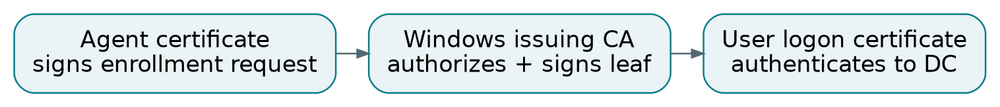 Agent certificate
signs enrollment request
Windows issuing CA
authorizes + signs leaf
User logon certificate
authenticates to DC